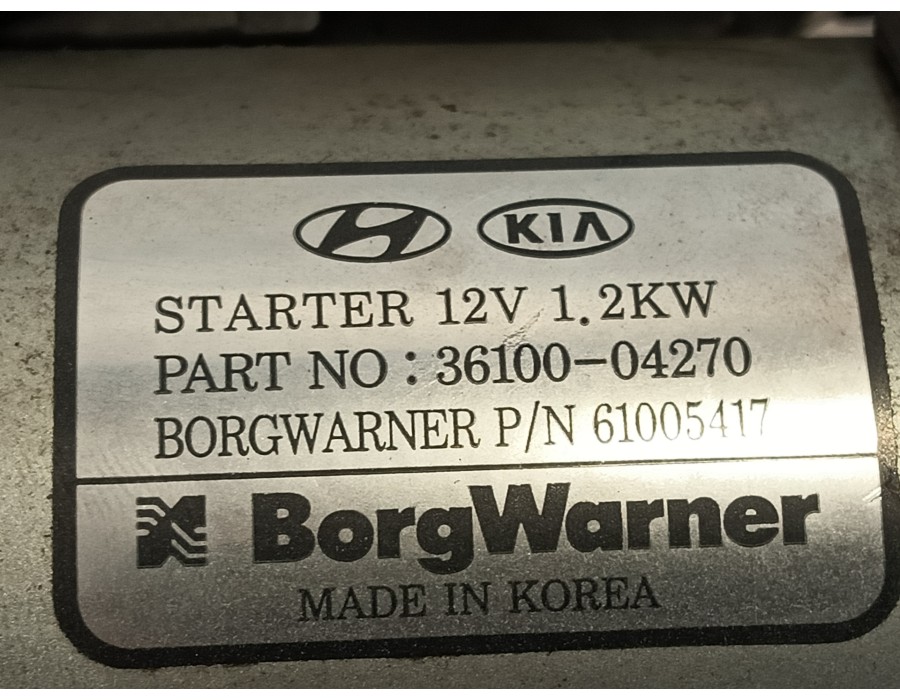 KIA
STARTER 12V 1.2KW
PART NO : 36100-04270
BORGWARNER P/N 61005417
BorgWarner
MADE IN KOREA